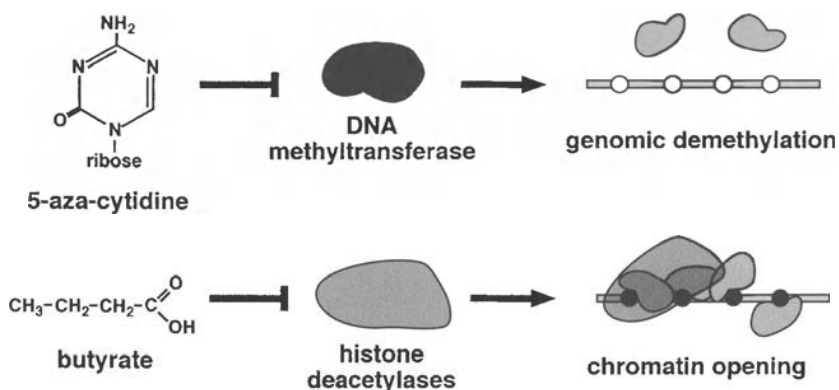 NH2
N
N
O
N
ribose
5-aza-cytidine
DNA
methyltransferase
genomic demethylation
CH3–CH2–CH2–C
O
OH
butyrate
histone
deacetylases
chromatin opening